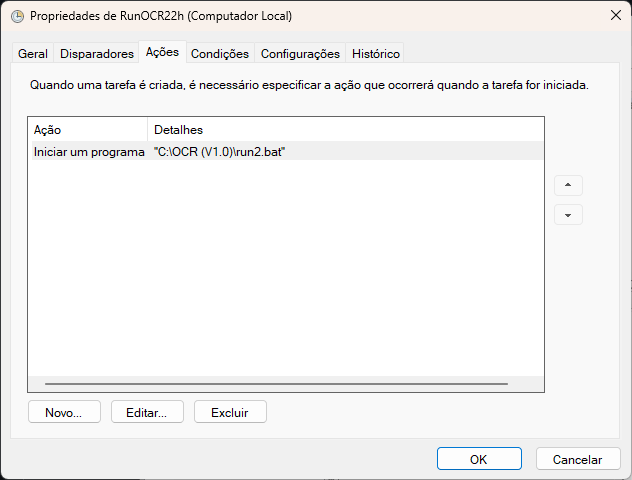 Propriedades de RunOCR22h (Computador Local)
Geral Disparadores Ações Condições Configurações Histórico
Quando uma tarefa é criada, é necessário especificar a ação que ocorrerá quando a tarefa for iniciada.
Ação Detalhes
Iniciar um programa "C:\OCR (V1.0)\run2.bat"
Novo... Editar... Excluir
OK Cancelar